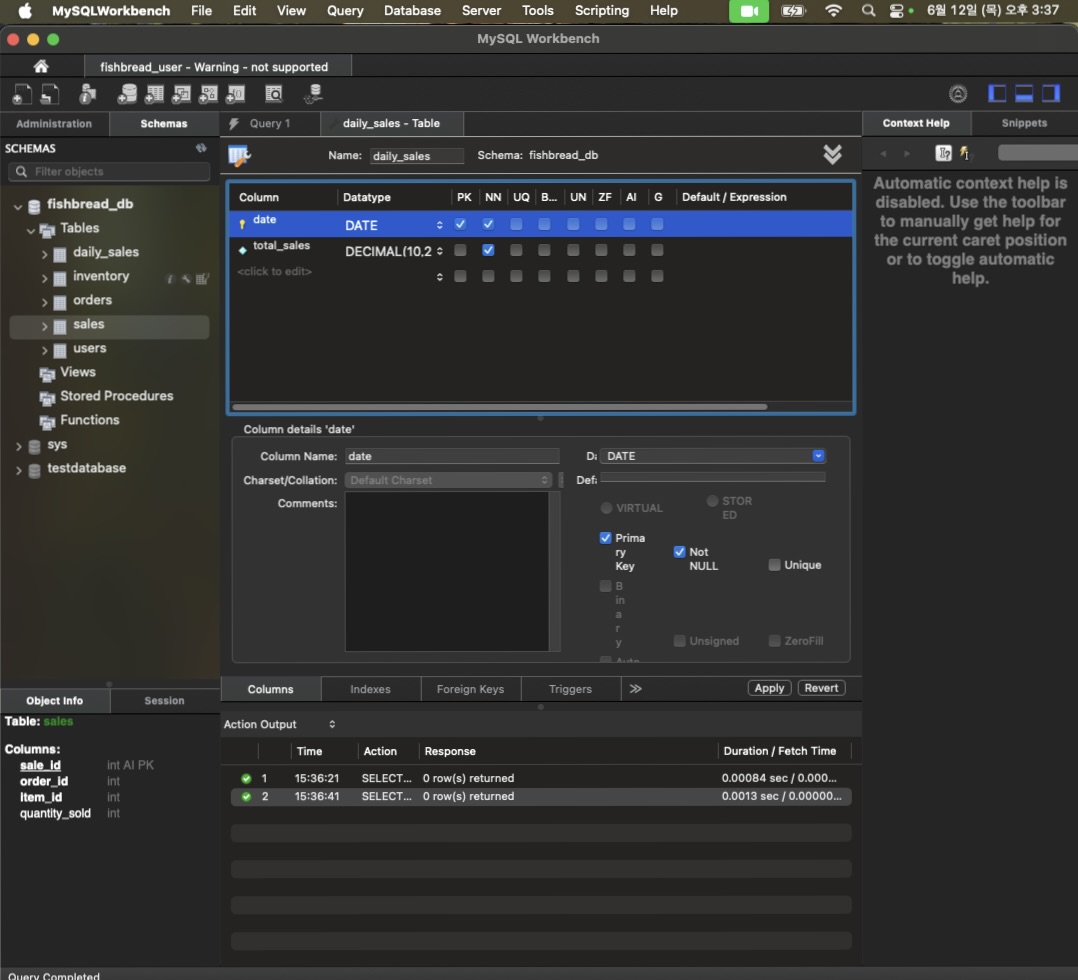 MySQLWorkbench File Edit View Query Database Server Tools Scripting Help 6월 12일 (목) 오후 3:37
MySQL Workbench
fishbread_user - Warning - not supported
Administration Schemas
SCHEMAS
Filter objects
fishbread_db
Tables
daily_sales
inventory
orders
sales
users
Views
Stored Procedures
Functions
sys
testdatabase
Object Info Session
Table: sales
Columns:
sale_id int AI PK
order_id int
item_id int
quantity_sold int
Query 1 daily_sales - Table
Name: daily_sales Schema: fishbread_db
Column Datatype PK NN UQ B... UN ZF AI G Default / Expression
date DATE
total_sales DECIMAL(10,2
<click to edit>
Column details 'date'
Column Name: date
Charset/Collation: Default Charset
Comments:
Da DATE
Defa
VIRTUAL
STOR
ED
Prima
ry
Key
Not
NULL
Unique
B
in
a
r
y
Unsigned
ZeroFill
Auto
Columns Indexes Foreign Keys Triggers Apply Revert
Action Output
Time Action Response Duration / Fetch Time
1 15:36:21 SELECT... 0 row(s) returned 0.00084 sec / 0.000...
2 15:36:41 SELECT... 0 row(s) returned 0.0013 sec / 0.00000...
Context Help Snippets
Automatic context help is
disabled. Use the toolbar
to manually get help for
the current caret position
or to toggle automatic
help.
Query Completed